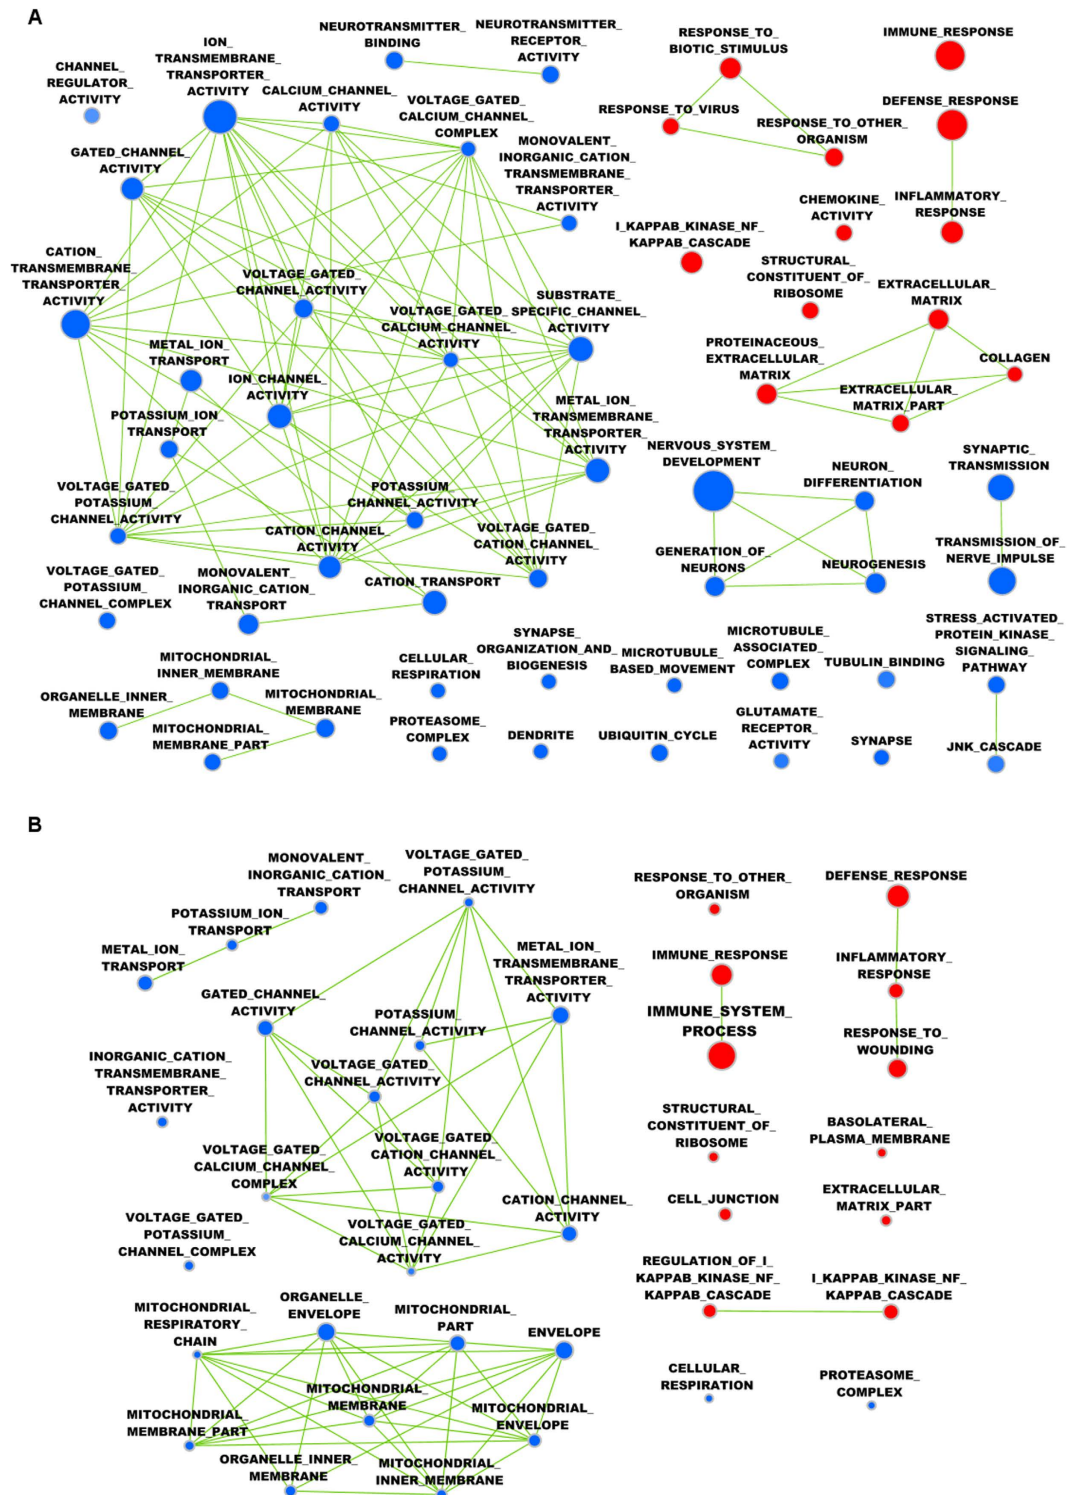 A
CHANNEL_
REGULATOR_
ACTIVITY
ION_
TRANSMEMBRANE_
TRANSPORTER_
ACTIVITY
CALCIUM_CHANNEL_
ACTIVITY
NEUROTRANSMITTER_
BINDING
NEUROTRANSMITTER_
RECEPTOR_
ACTIVITY
VOLTAGE_GATED_
CALCIUM_CHANNEL_
COMPLEX
GATED_CHANNEL_
ACTIVITY
MONOVALENT_
INORGANIC_CATION_
TRANSMEMBRANE_
TRANSPORTER_
ACTIVITY
CATION_
TRANSMEMBRANE_
TRANSPORTER_
ACTIVITY
VOLTAGE_GATED_
CHANNEL_ACTIVITY
VOLTAGE_GATED_
CALCIUM_CHANNEL_
ACTIVITY
SUBSTRATE_
SPECIFIC_CHANNEL_
ACTIVITY
METAL_ION_
TRANSPORT
ION_CHANNEL_
ACTIVITY
POTASSIUM_ION_
TRANSPORT
METAL_ION_
TRANSMEMBRANE_
TRANSPORTER_
ACTIVITY
VOLTAGE_GATED_
POTASSIUM_
CHANNEL_ACTIVITY
POTASSIUM_
CHANNEL_ACTIVITY
CATION_CHANNEL_
ACTIVITY
VOLTAGE_GATED_
CATION_CHANNEL_
ACTIVITY
VOLTAGE_GATED_
POTASSIUM_
CHANNEL_COMPLEX
MONOVALENT_
INORGANIC_CATION_
TRANSPORT
CATION_TRANSPORT
RESPONSE_TO_
BIOTIC_STIMULUS
IMMUNE_RESPONSE
RESPONSE_TO_VIRUS
RESPONSE_TO_OTHER_
ORGANISM
DEFENSE_RESPONSE
I_KAPPAB_KINASE_NF_
KAPPAB_CASCADE
CHEMOKINE_
ACTIVITY
INFLAMMATORY_
RESPONSE
STRUCTURAL_
CONSTITUENT_OF_
RIBOSOME
EXTRACELLULAR_
MATRIX
PROTEINACEOUS_
EXTRACELLULAR_
MATRIX
COLLAGEN
EXTRACELLULAR_
MATRIX_PART
NERVOUS_SYSTEM_
DEVELOPMENT
NEURON_
DIFFERENTIATION
SYNAPTIC_
TRANSMISSION
GENERATION_OF_
NEURONS
NEUROGENESIS
TRANSMISSION_OF_
NERVE_IMPULSE
MITOCHONDRIAL_
INNER_MEMBRANE
ORGANELLE_INNER_
MEMBRANE
MITOCHONDRIAL_
MEMBRANE
MITOCHONDRIAL_
MEMBRANE_PART
CELLULAR_
RESPIRATION
SYNAPSE_
ORGANIZATION_AND_
BIOGENESIS
MICROTUBULE_
BASED_MOVEMENT
MICROTUBULE_
ASSOCIATED_
COMPLEX
TUBULIN_BINDING
STRESS_ACTIVATED_
PROTEIN_KINASE_
SIGNALING_
PATHWAY
PROTEASOME_
COMPLEX
DENDRITE
UBIQUITIN_CYCLE
GLUTAMATE_
RECEPTOR_
ACTIVITY
SYNAPSE
JNK_CASCADE
B
MONOVALENT_
INORGANIC_CATION_
TRANSPORT
POTASSIUM_ION_
TRANSPORT
METAL_ION_
TRANSPORT
VOLTAGE_GATED_
POTASSIUM_
CHANNEL_ACTIVITY
METAL_ION_
TRANSMEMBRANE_
TRANSPORTER_
ACTIVITY
GATED_CHANNEL_
ACTIVITY
POTASSIUM_
CHANNEL_ACTIVITY
INORGANIC_CATION_
TRANSMEMBRANE_
TRANSPORTER_
ACTIVITY
VOLTAGE_GATED_
CHANNEL_ACTIVITY
VOLTAGE_GATED_
CALCIUM_CHANNEL_
COMPLEX
VOLTAGE_GATED_
CATION_CHANNEL_
ACTIVITY
CATION_CHANNEL_
ACTIVITY
VOLTAGE_GATED_
POTASSIUM_
CHANNEL_COMPLEX
VOLTAGE_GATED_
CALCIUM_CHANNEL_
ACTIVITY
MITOCHONDRIAL_
RESPIRATORY_
CHAIN
ORGANELLE_
ENVELOPE
MITOCHONDRIAL_
PART
ENVELOPE
MITOCHONDRIAL_
MEMBRANE
MITOCHONDRIAL_
MEMBRANE_PART
MITOCHONDRIAL_
ENVELOPE
ORGANELLE_INNER_
MEMBRANE
MITOCHONDRIAL_
INNER_MEMBRANE
RESPONSE_TO_OTHER_
ORGANISM
DEFENSE_RESPONSE
IMMUNE_RESPONSE
INFLAMMATORY_
RESPONSE
IMMUNE_SYSTEM_
PROCESS
RESPONSE_TO_
WOUNDING
STRUCTURAL_
CONSTITUENT_OF_
RIBOSOME
BASOLATERAL_
PLASMA_MEMBRANE
CELL_JUNCTION
EXTRACELLULAR_
MATRIX_PART
REGULATION_OF_I_
KAPPAB_KINASE_NF_
KAPPAB_CASCADE
I_KAPPAB_KINASE_NF_
KAPPAB_CASCADE
CELLULAR_
RESPIRATION
PROTEASOME_
COMPLEX